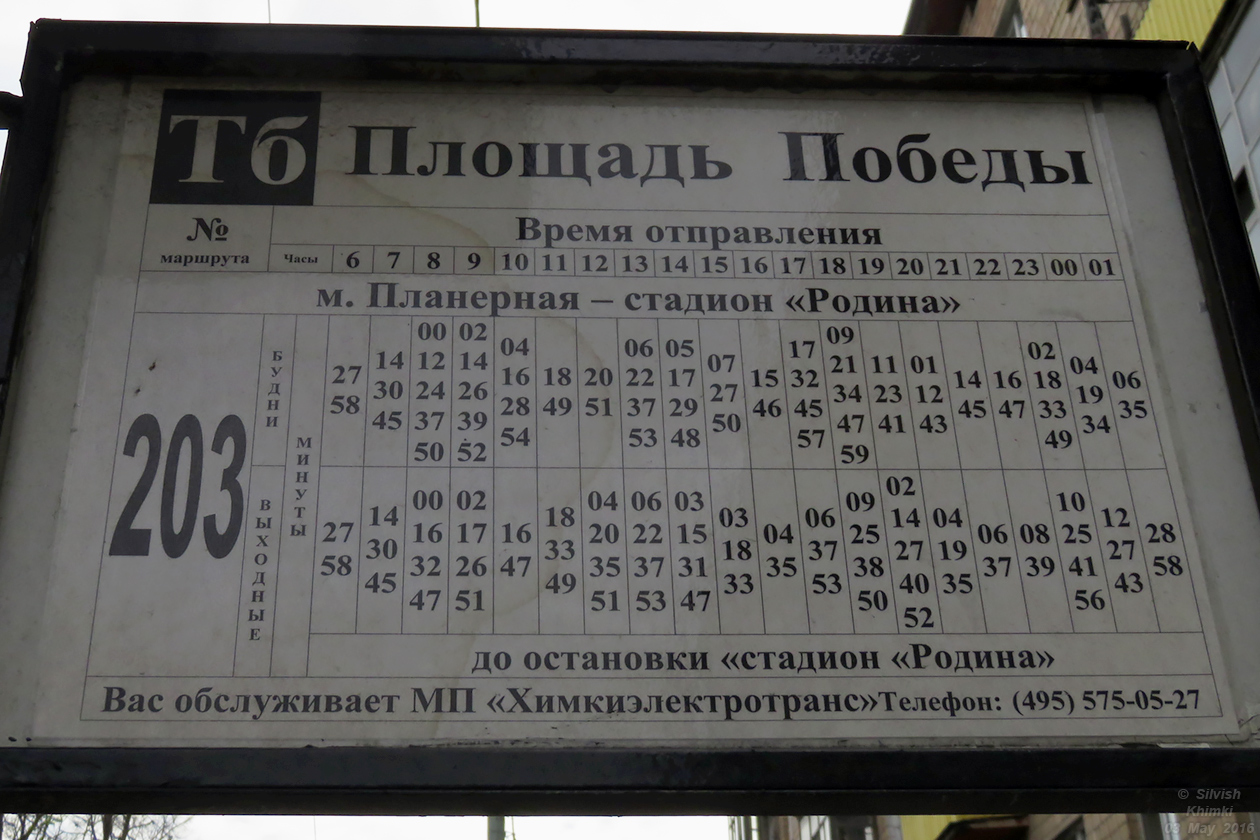 Тб Площадь Победы
№ маршрута
Время отправления
Часы 6 7 8 9 10 11 12 13 14 15 16 17 18 19 20 21 22 23 00 01
м. Планерная – стадион «Родина»
203
БУДНИ
МИНУТЫ
27 58
14 30 45
00 12 24 37 50
02 14 26 39 52
04 16 28 54
18 49
20 51
06 22 37 53
05 17 29 48
07 27 50
15 46
17 32 45 57
09 21 34 47 59
11 23 41
01 12 43
14 45
16 47
02 18 33 49
04 19 34
06 35
ВЫХОДНЫЕ
27 58
14 30 45
00 16 32 47
02 17 26 51
16 47
18 33 49
04 20 35 51
06 22 37 53
03 15 31 47
03 18 33
04 35
06 37 53
09 25 38 50
02 14 27 40 52
04 19 35
06 37
08 39
10 25 41 56
12 27 43
28 58
до остановки «стадион «Родина»
Вас обслуживает МП «Химкиэлектротранс» Телефон: (495) 575-05-27
© Silvish
Khimki
03 May 2016